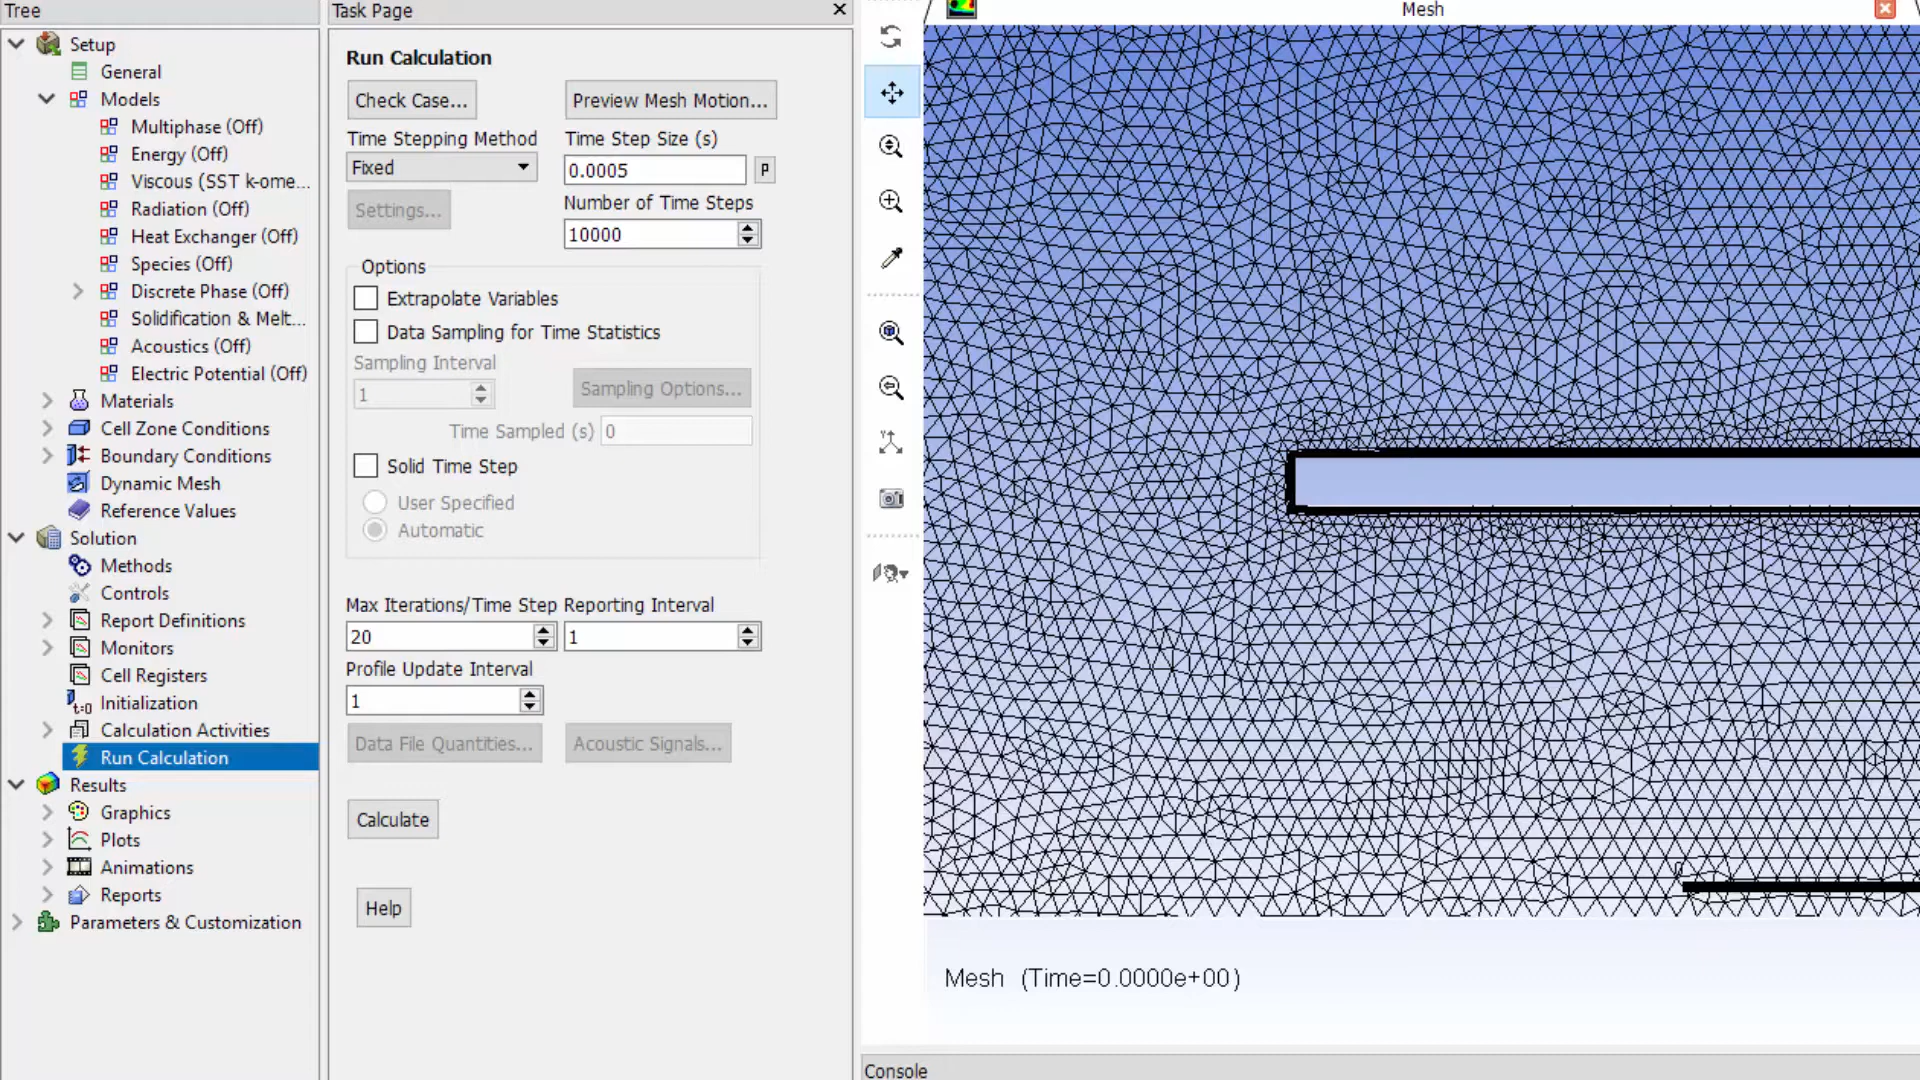 Tree
Setup
General
Models
Multiphase (Off)
Energy (Off)
Viscous (SST k-ome...
Radiation (Off)
Heat Exchanger (Off)
Species (Off)
Discrete Phase (Off)
Solidification & Melt...
Acoustics (Off)
Electric Potential (Off)
Materials
Cell Zone Conditions
Boundary Conditions
Dynamic Mesh
Reference Values
Solution
Methods
Controls
Report Definitions
Monitors
Cell Registers
t=0 Initialization
Calculation Activities
Run Calculation
Results
Graphics
Plots
Animations
Reports
Parameters & Customization
Task Page
Run Calculation
Check Case... Preview Mesh Motion...
Time Stepping Method Time Step Size (s)
Fixed 0.0005 P
Settings... Number of Time Steps
10000
Options
Extrapolate Variables
Data Sampling for Time Statistics
Sampling Interval
1 Sampling Options...
Time Sampled (s) 0
Solid Time Step
User Specified
Automatic
Max Iterations/Time Step Reporting Interval
20 1
Profile Update Interval
1
Data File Quantities... Acoustic Signals...
Calculate
Help
Mesh
Mesh (Time=0.0000e+00)
Console